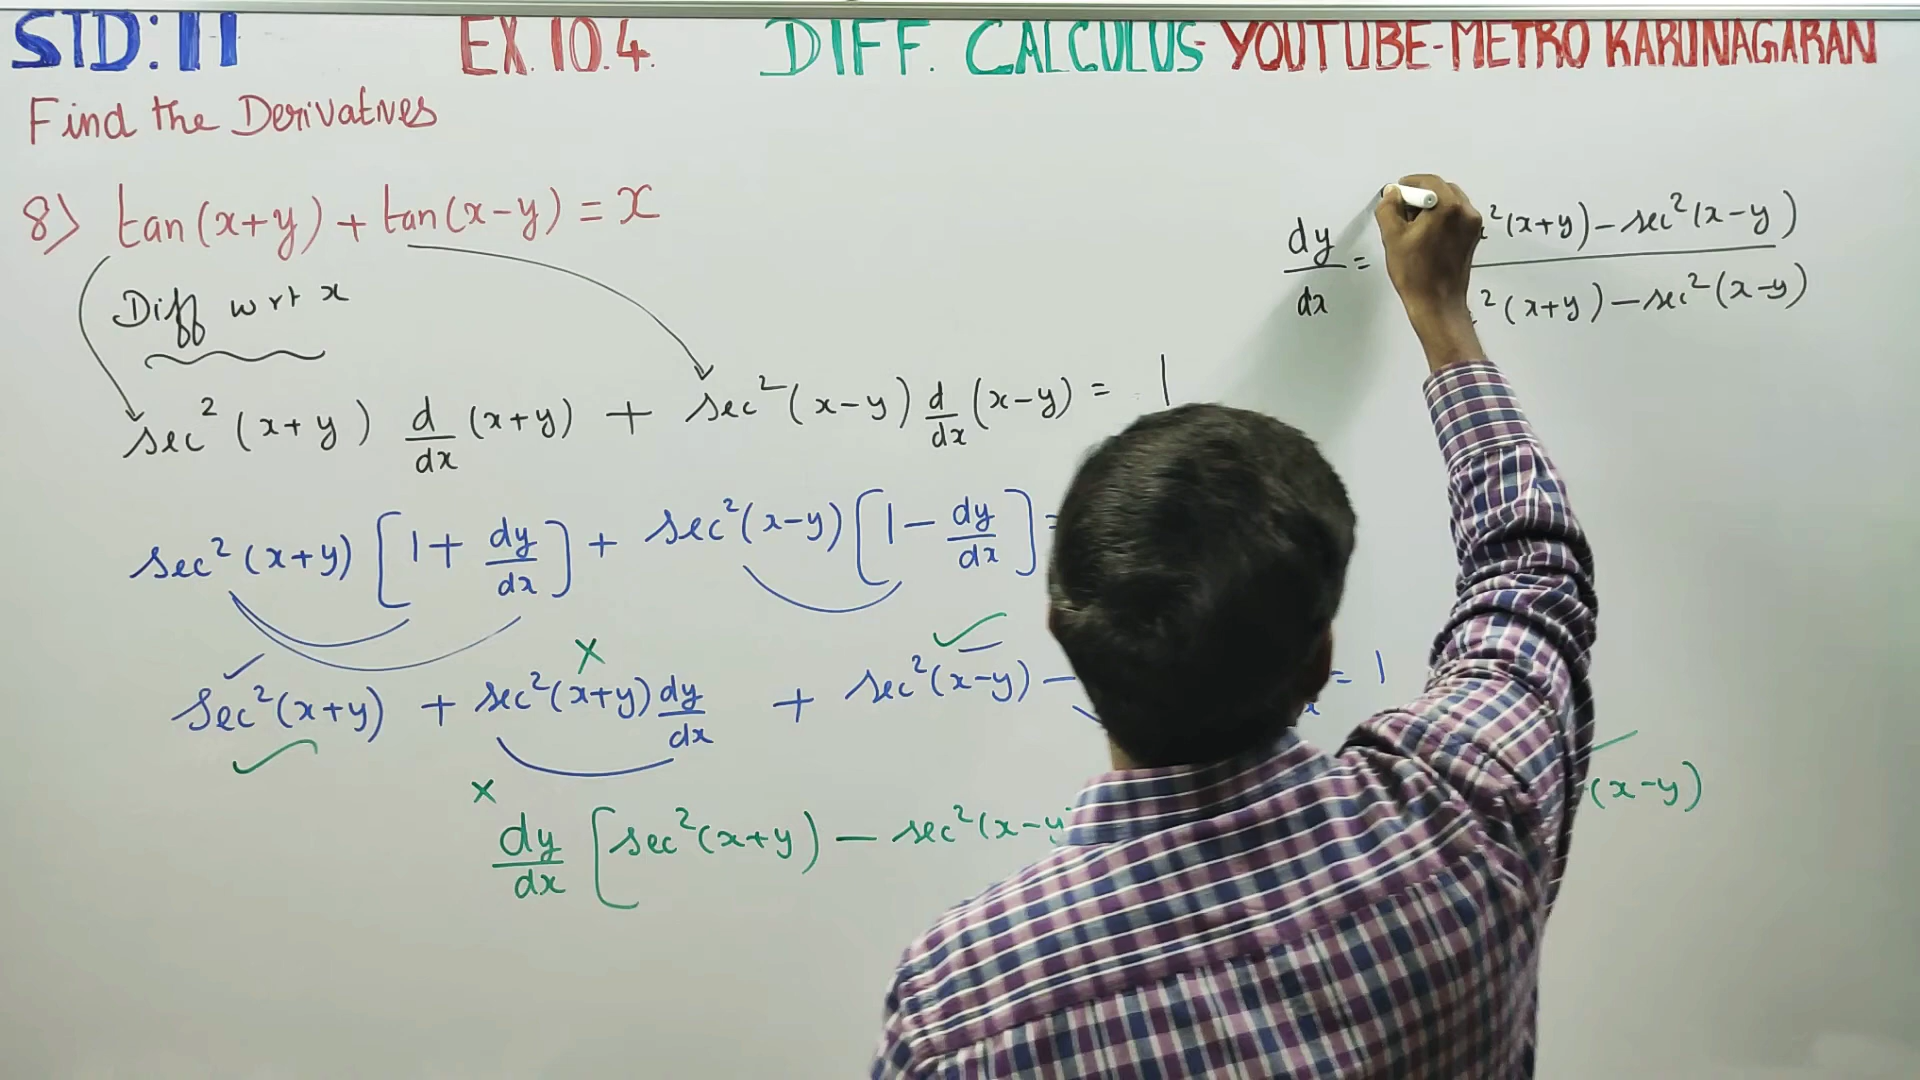 STD: 11 EX. 10.4. DIFF. CALCULUS - YOUTUBE-METRO KARUNAGARAN
Find the Derivatives
8) tan(x+y) + tan(x-y) = x
Diff w r t x
sec²(x+y) d/dx (x+y) + sec²(x-y) d/dx (x-y) = 1
sec²(x+y) [1 + dy/dx] + sec²(x-y) [1 - dy/dx] =
sec²(x+y) + sec²(x+y) dy/dx + sec²(x-y) - = 1
dy/dx [sec²(x+y) - sec²(x-y (x-y)
dy/dx = ²(x+y) - sec²(x-y)
²(x+y) - sec²(x-y)